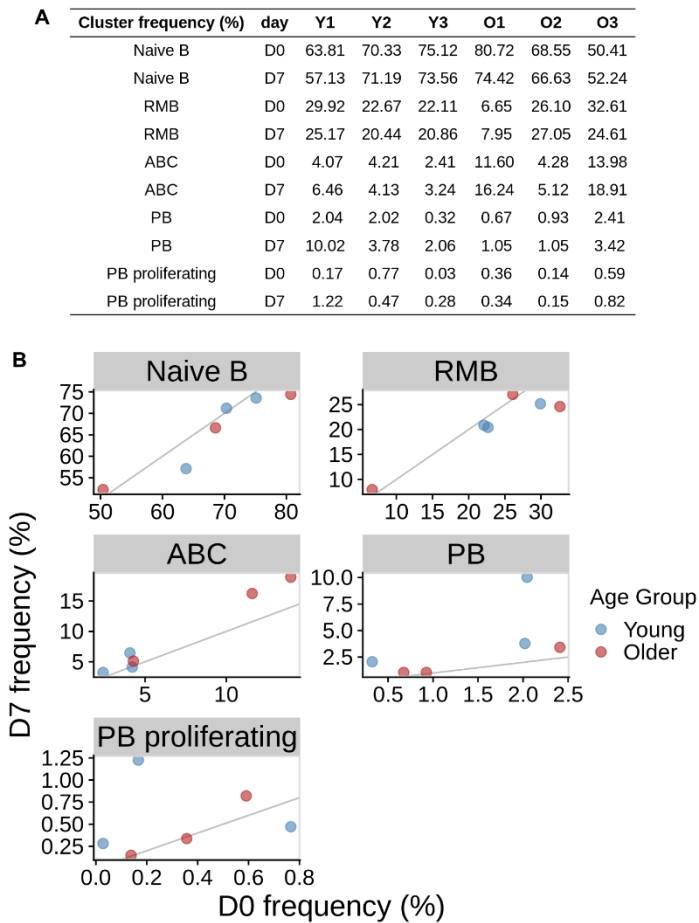 A
Cluster frequency (%) day Y1 Y2 Y3 O1 O2 O3
Naive B D0 63.81 70.33 75.12 80.72 68.55 50.41
Naive B D7 57.13 71.19 73.56 74.42 66.63 52.24
RMB D0 29.92 22.67 22.11 6.65 26.10 32.61
RMB D7 25.17 20.44 20.86 7.95 27.05 24.61
ABC D0 4.07 4.21 2.41 11.60 4.28 13.98
ABC D7 6.46 4.13 3.24 16.24 5.12 18.91
PB D0 2.04 2.02 0.32 0.67 0.93 2.41
PB D7 10.02 3.78 2.06 1.05 1.05 3.42
PB proliferating D0 0.17 0.77 0.03 0.36 0.14 0.59
PB proliferating D7 1.22 0.47 0.28 0.34 0.15 0.82
B
Naive B
75
70
65
60
55
50 60 70 80
RMB
25
20
15
10
10 15 20 25 30
ABC
15
10
5
5 10
PB
10.0
7.5
5.0
2.5
0.5 1.0 1.5 2.0 2.5
Age Group
Young
Older
PB proliferating
1.25
1.00
0.75
0.50
0.25
0.0 0.2 0.4 0.6 0.8
D7 frequency (%)
D0 frequency (%)